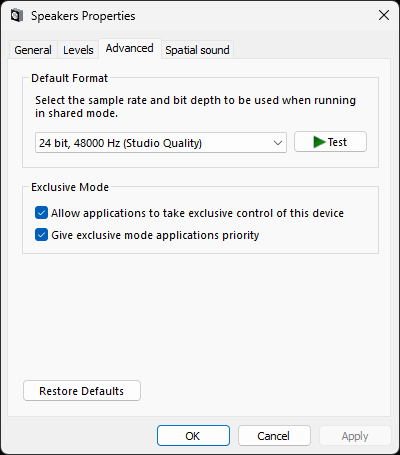 Speakers Properties
General
Levels
Advanced
Spatial sound
Default Format
Select the sample rate and bit depth to be used when running
in shared mode.
24 bit, 48000 Hz (Studio Quality)
Test
Exclusive Mode
Allow applications to take exclusive control of this device
Give exclusive mode applications priority
Restore Defaults
OK
Cancel
Apply